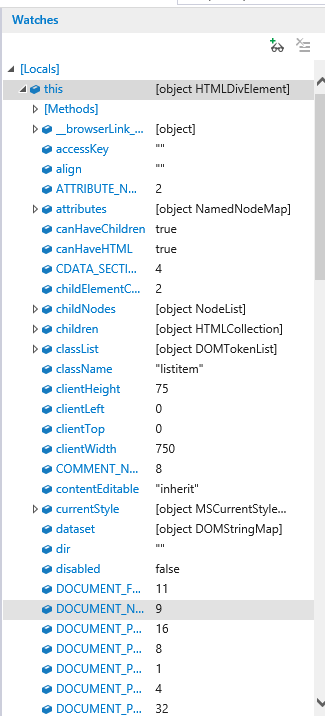 Watches
[Locals]
this [object HTMLDivElement]
[Methods]
__browserLink_... [object]
accessKey ""
align ""
ATTRIBUTE_N... 2
attributes [object NamedNodeMap]
canHaveChildren true
canHaveHTML true
CDATA_SECTI... 4
childElementC... 2
childNodes [object NodeList]
children [object HTMLCollection]
classList [object DOMTokenList]
className "listitem"
clientHeight 75
clientLeft 0
clientTop 0
clientWidth 750
COMMENT_N... 8
contentEditable "inherit"
currentStyle [object MSCurrentStyle...
dataset [object DOMStringMap]
dir ""
disabled false
DOCUMENT_F... 11
DOCUMENT_N... 9
DOCUMENT_P... 16
DOCUMENT_P... 8
DOCUMENT_P... 1
DOCUMENT_P... 4
DOCUMENT_P... 32